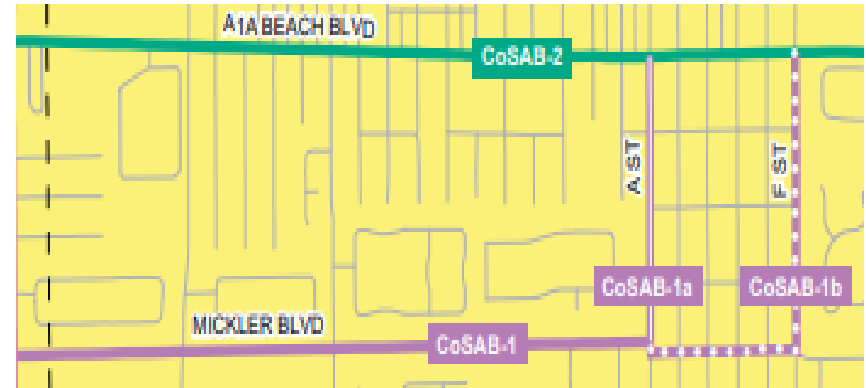 A1A BEACH BLVD
CoSAB-2
A ST
F ST
CoSAB-1a
CoSAB-1b
MICKLER BLVD
CoSAB-1